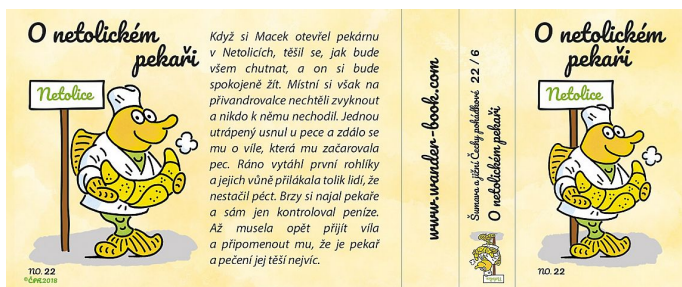 O netolickém
pekaři
Netolice
no. 22
©ČPR2018
Když si Macek otevřel pekárnu
v Netolicích, těšil se, jak bude
všem chutnat, a on si bude
spokojeně žít. Místní si však na
přivandrovalce nechtěli zvyknout
a nikdo k němu nechodil. Jednou
utrápený usnul u pece a zdálo se
mu o víle, která mu začarovala
pec. Ráno vytáhl první rohlíky
a jejich vůně přilákala tolik lidí, že
nestačil péct. Brzy si najal pekaře
a sám jen kontroloval peníze.
Až musela opět přijít víla
a připomenout mu, že je pekař
a pečení jej těší nejvíc.
www.wander-book.com
Šumava a jižní Čechy pohádkové 22 / 6
O netolickém pekaři
Netolice
O netolickém
pekaři
Netolice
no. 22